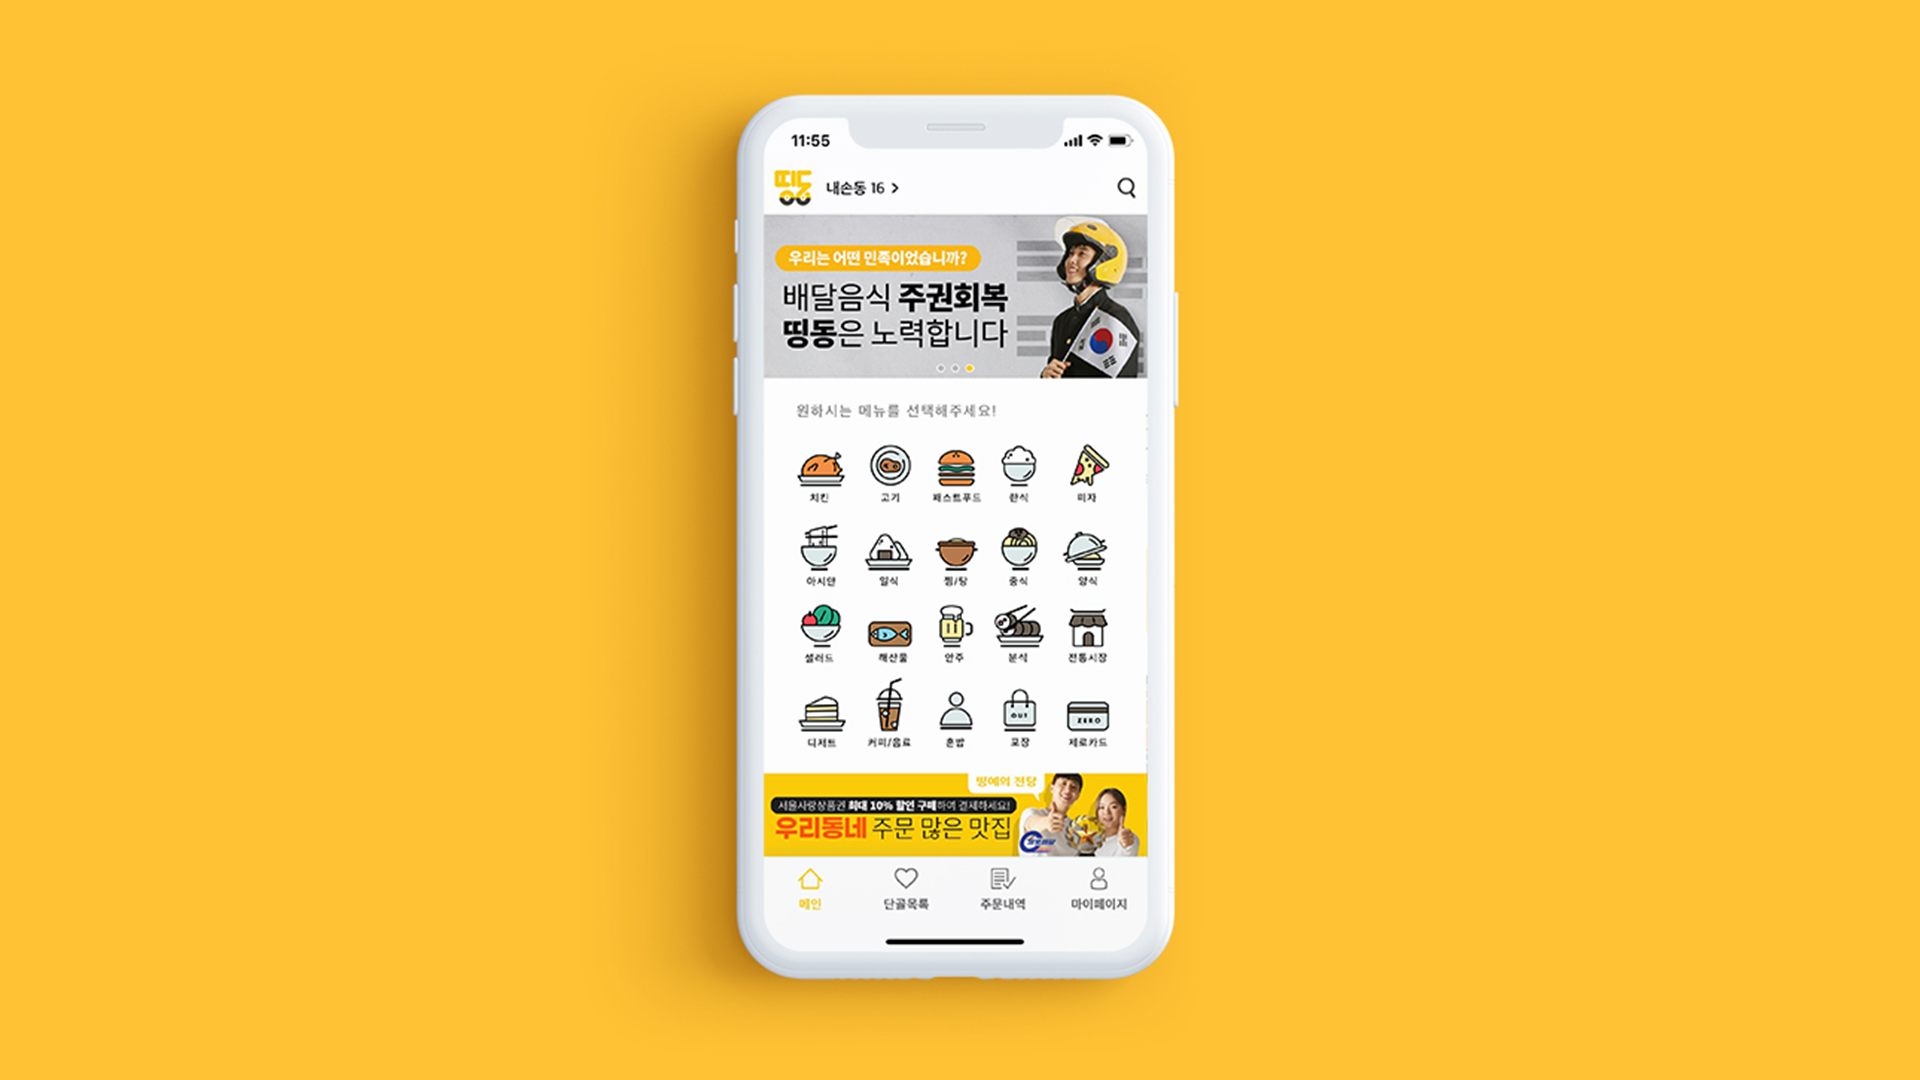 11:55
띵동
내손동 16
우리는 어떤 민족이었습니까?
배달음식 주권회복
띵동은 노력합니다
원하시는 메뉴를 선택해주세요!
치킨 고기 패스트푸드 한식 피자
아시안 일식 찜/탕 중식 양식
샐러드 해산물 안주 분식 전통시장
OUT ZERO
디저트 커피/음료 혼밥 포장 제로카드
띵예의 전당
서울사랑상품권 최대 10% 할인 구매하여 결제하세요!
우리동네 주문 많은 맛집
메인 단골목록 주문내역 마이페이지